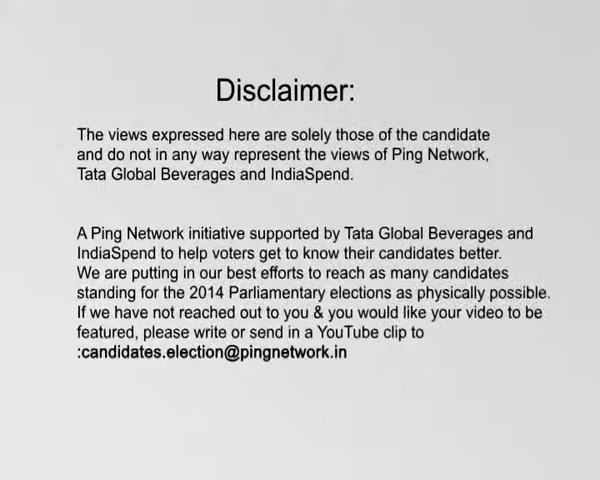 Disclaimer:
The views expressed here are solely those of the candidate
and do not in any way represent the views of Ping Network,
Tata Global Beverages and IndiaSpend.
A Ping Network initiative supported by Tata Global Beverages and
IndiaSpend to help voters get to know their candidates better.
We are putting in our best efforts to reach as many candidates
standing for the 2014 Parliamentary elections as physically possible.
If we have not reached out to you & you would like your video to be
featured, please write or send in a YouTube clip to
:candidates.election@pingnetwork.in